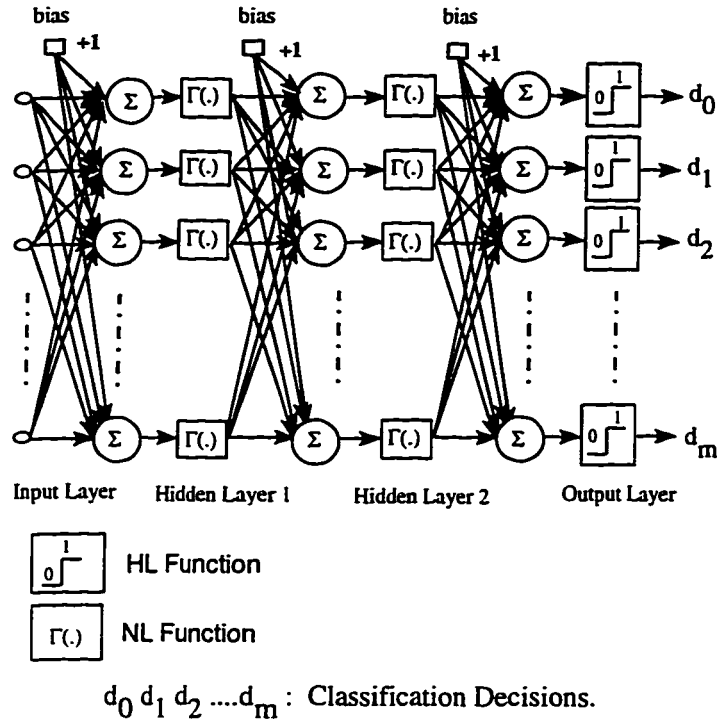 bias bias bias
+1 +1 +1
Σ Γ(.) Σ Γ(.) Σ 0 1 d0
Σ Γ(.) Σ Γ(.) Σ 0 1 d1
Σ Γ(.) Σ Γ(.) Σ 0 1 d2
Σ Γ(.) Σ Γ(.) Σ 0 1 dm
Input Layer Hidden Layer 1 Hidden Layer 2 Output Layer
0 1 HL Function
Γ(.) NL Function
d0 d1 d2 ....dm : Classification Decisions.